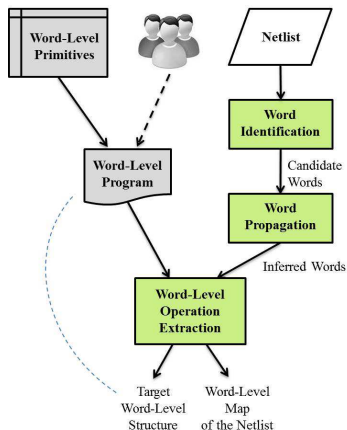 Word-Level
Primitives
Netlist
Word
Identification
Candidate
Words
Word-Level
Program
Word
Propagation
Inferred Words
Word-Level
Operation
Extraction
Target
Word-Level
Structure
Word-Level
Map
of the Netlist